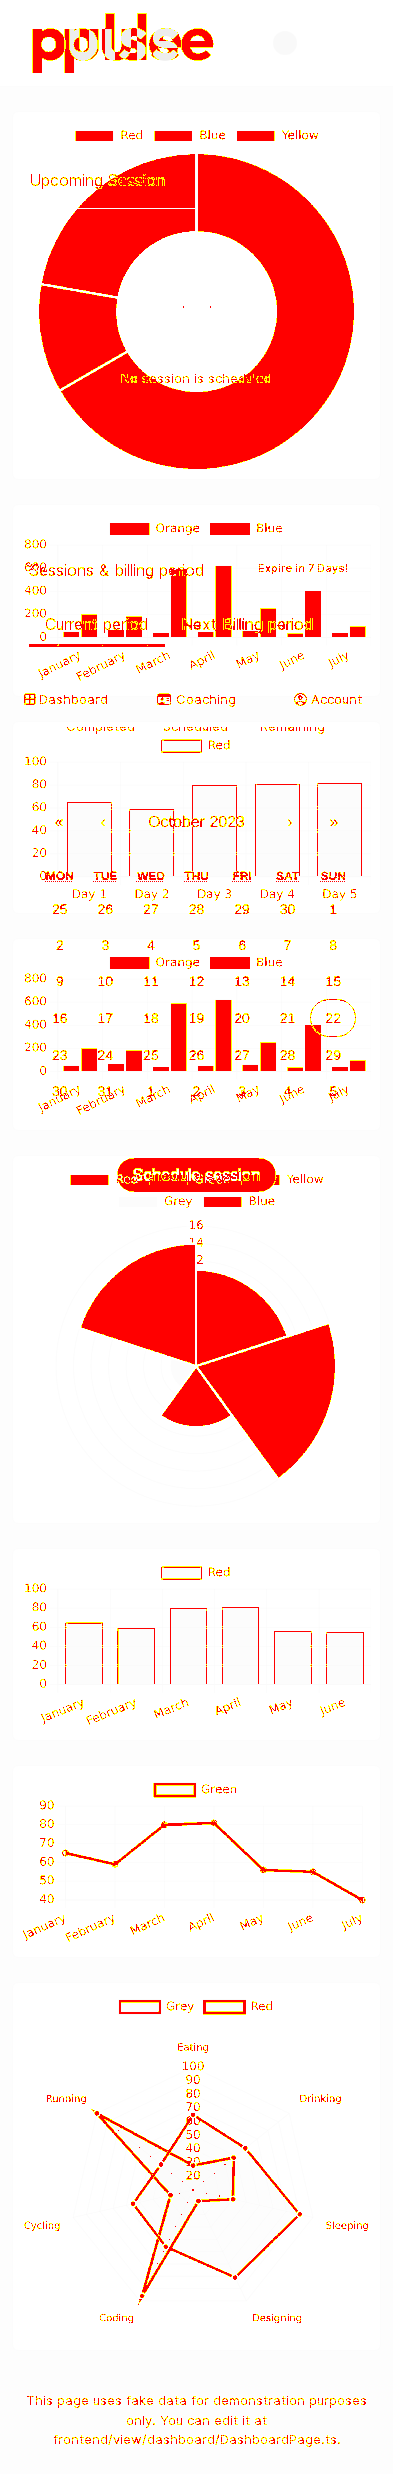 pulse
Red Blue Yellow
Upcoming Session
No session is scheduled
Orange Blue
800
600
Sessions & billing period
Expire in 7 Days!
400
200
Current period
Next Billing period
0
January February March April May June July
Dashboard Coaching Account
Completed Scheduled Remaining
Red
100
80
60
« ‹ October 2023 › »
40
20
0
MON TUE WED THU FRI SAT SUN
Day 1 Day 2 Day 3 Day 4 Day 5
25 26 27 28 29 30 1
2 3 4 5 6 7 8
Orange Blue
800
9 10 11 12 13 14 15
600
400
16 17 18 19 20 21 22
200
23 24 25 26 27 28 29
0
30 31 1 2 3 4 5
January February March April May June July
Schedule session
Yellow
Grey Blue
16
14
Red
100
80
60
40
20
0
January February March April May June
Green
90
80
70
60
50
40
January February March April May June July
Grey Red
Eating
100
90
80
70
60
50
40
30
20
Running
Drinking
Cycling
Sleeping
Coding
Designing
This page uses fake data for demonstration purposes
only. You can edit it at
frontend/view/dashboard/DashboardPage.ts.